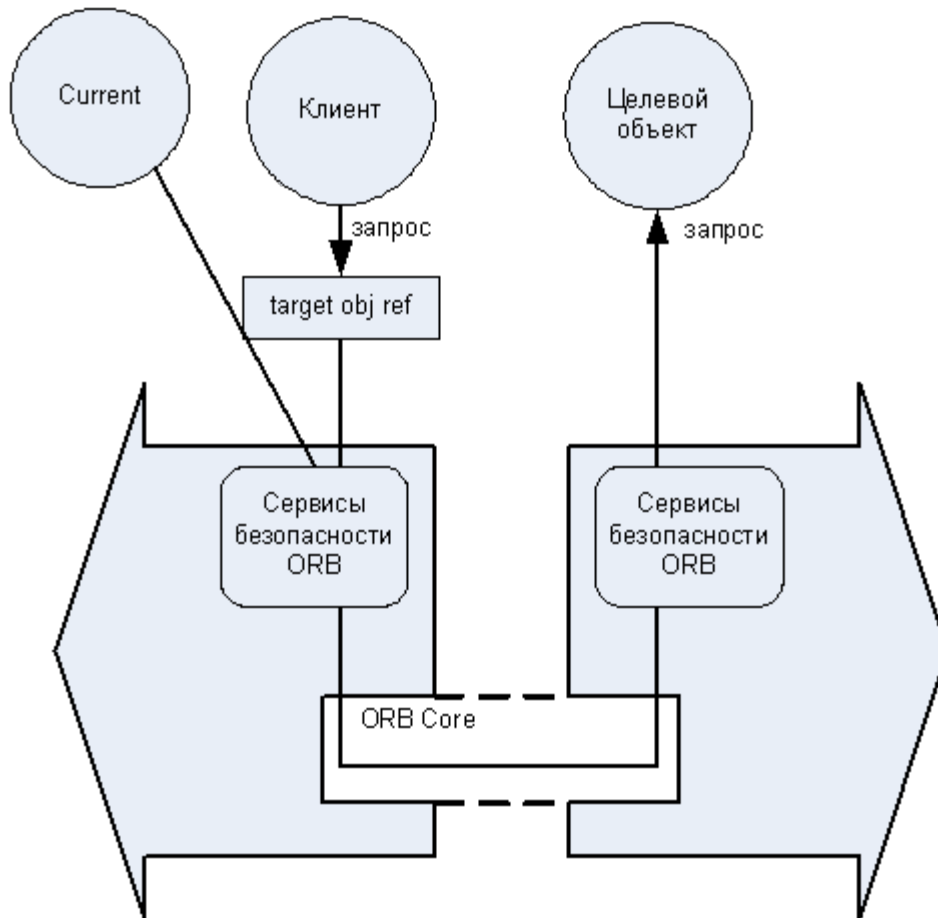 Current
Клиент
Целевой
объект
запрос
запрос
target obj ref
Сервисы
безопасности
ORB
Сервисы
безопасности
ORB
ORB Core